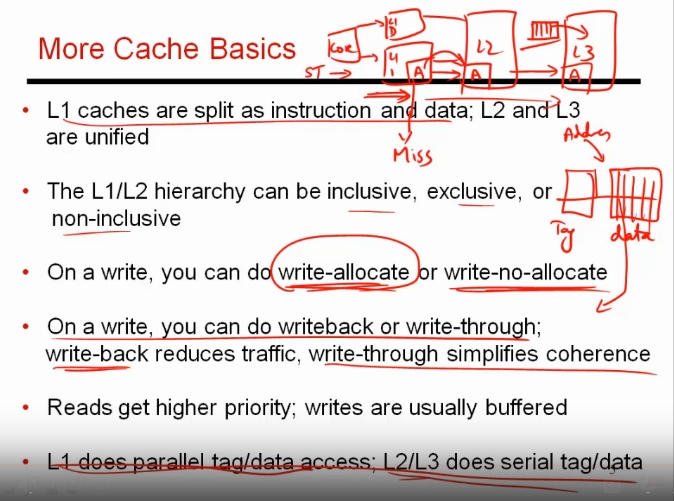 More Cache Basics
Core
L1
D
L1
I
ST
A
L2
A
L3
A
Miss
Address
Tag
data
• L1 caches are split as instruction and data; L2 and L3
are unified
• The L1/L2 hierarchy can be inclusive, exclusive, or
non-inclusive
• On a write, you can do write-allocate or write-no-allocate
• On a write, you can do writeback or write-through;
write-back reduces traffic, write-through simplifies coherence
• Reads get higher priority; writes are usually buffered
• L1 does parallel tag/data access; L2/L3 does serial tag/data